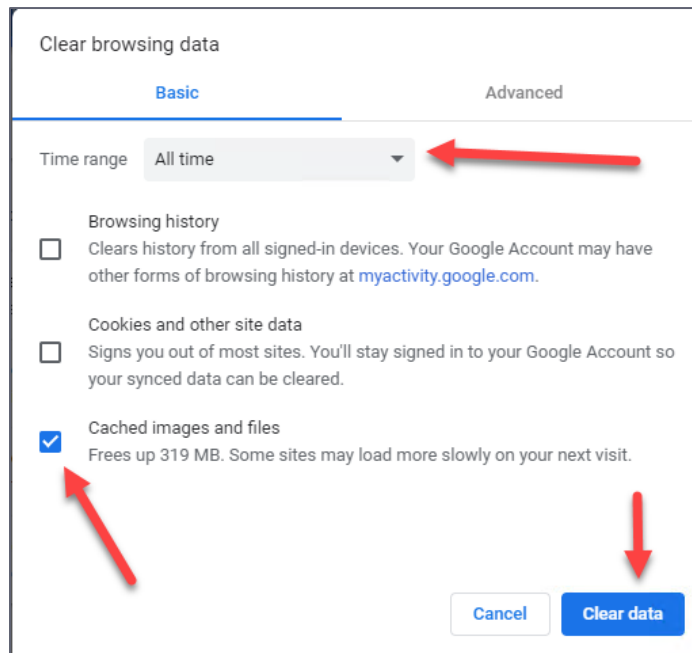 Clear browsing data
Basic
Advanced
Time range
All time
Browsing history
Clears history from all signed-in devices. Your Google Account may have
other forms of browsing history at myactivity.google.com.
Cookies and other site data
Signs you out of most sites. You'll stay signed in to your Google Account so
your synced data can be cleared.
Cached images and files
Frees up 319 MB. Some sites may load more slowly on your next visit.
Cancel
Clear data